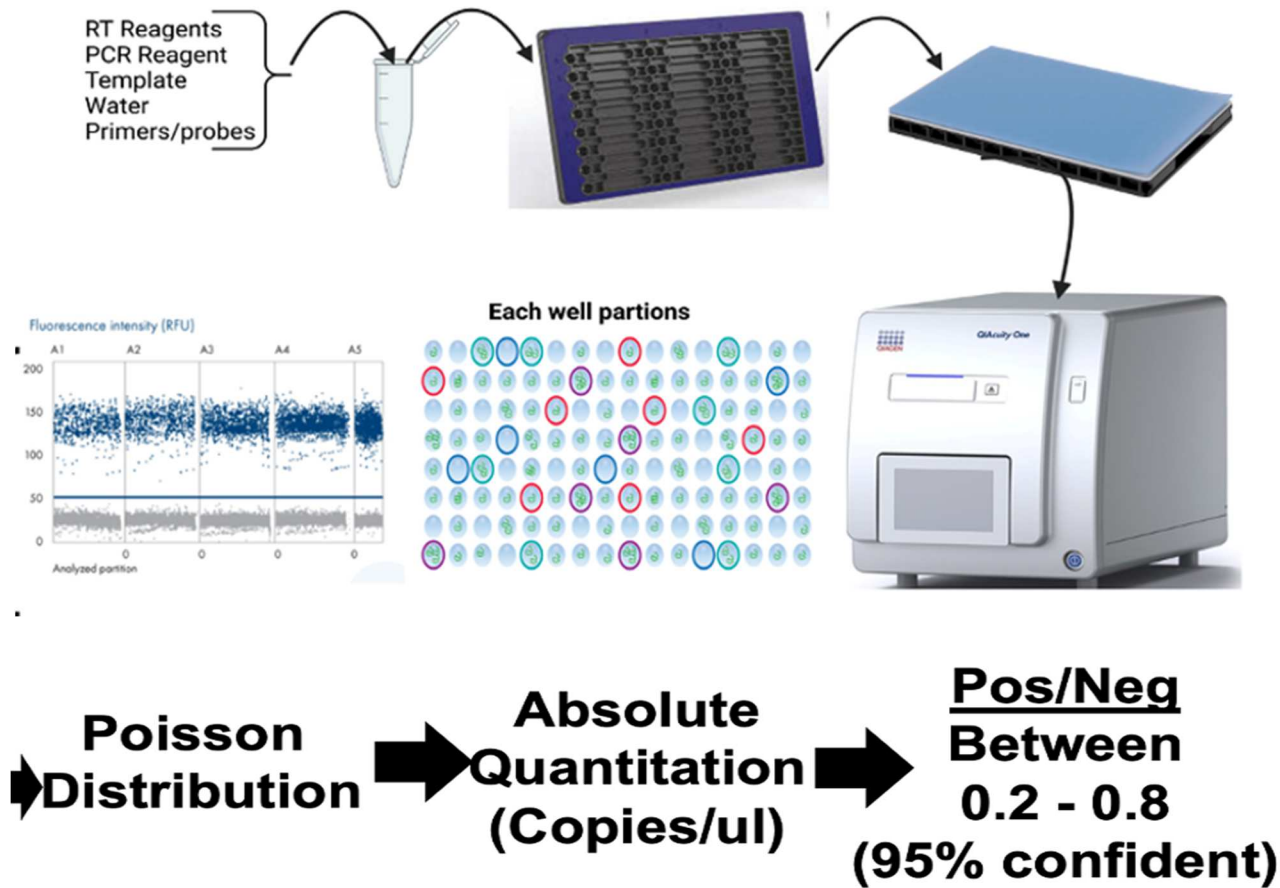 RT Reagents
PCR Reagent
Template
Water
Primers/probes
Fluorescence intensity (RFU)
A1 A2 A3 A4 A5
200
150
100
50
0
0 0 0 0
Analyzed partition
Each well partions
QIAGEN
QIAcuity One
Poisson
Distribution
Absolute
Quantitation
(Copies/ul)
Pos/Neg
Between
0.2 - 0.8
(95% confident)